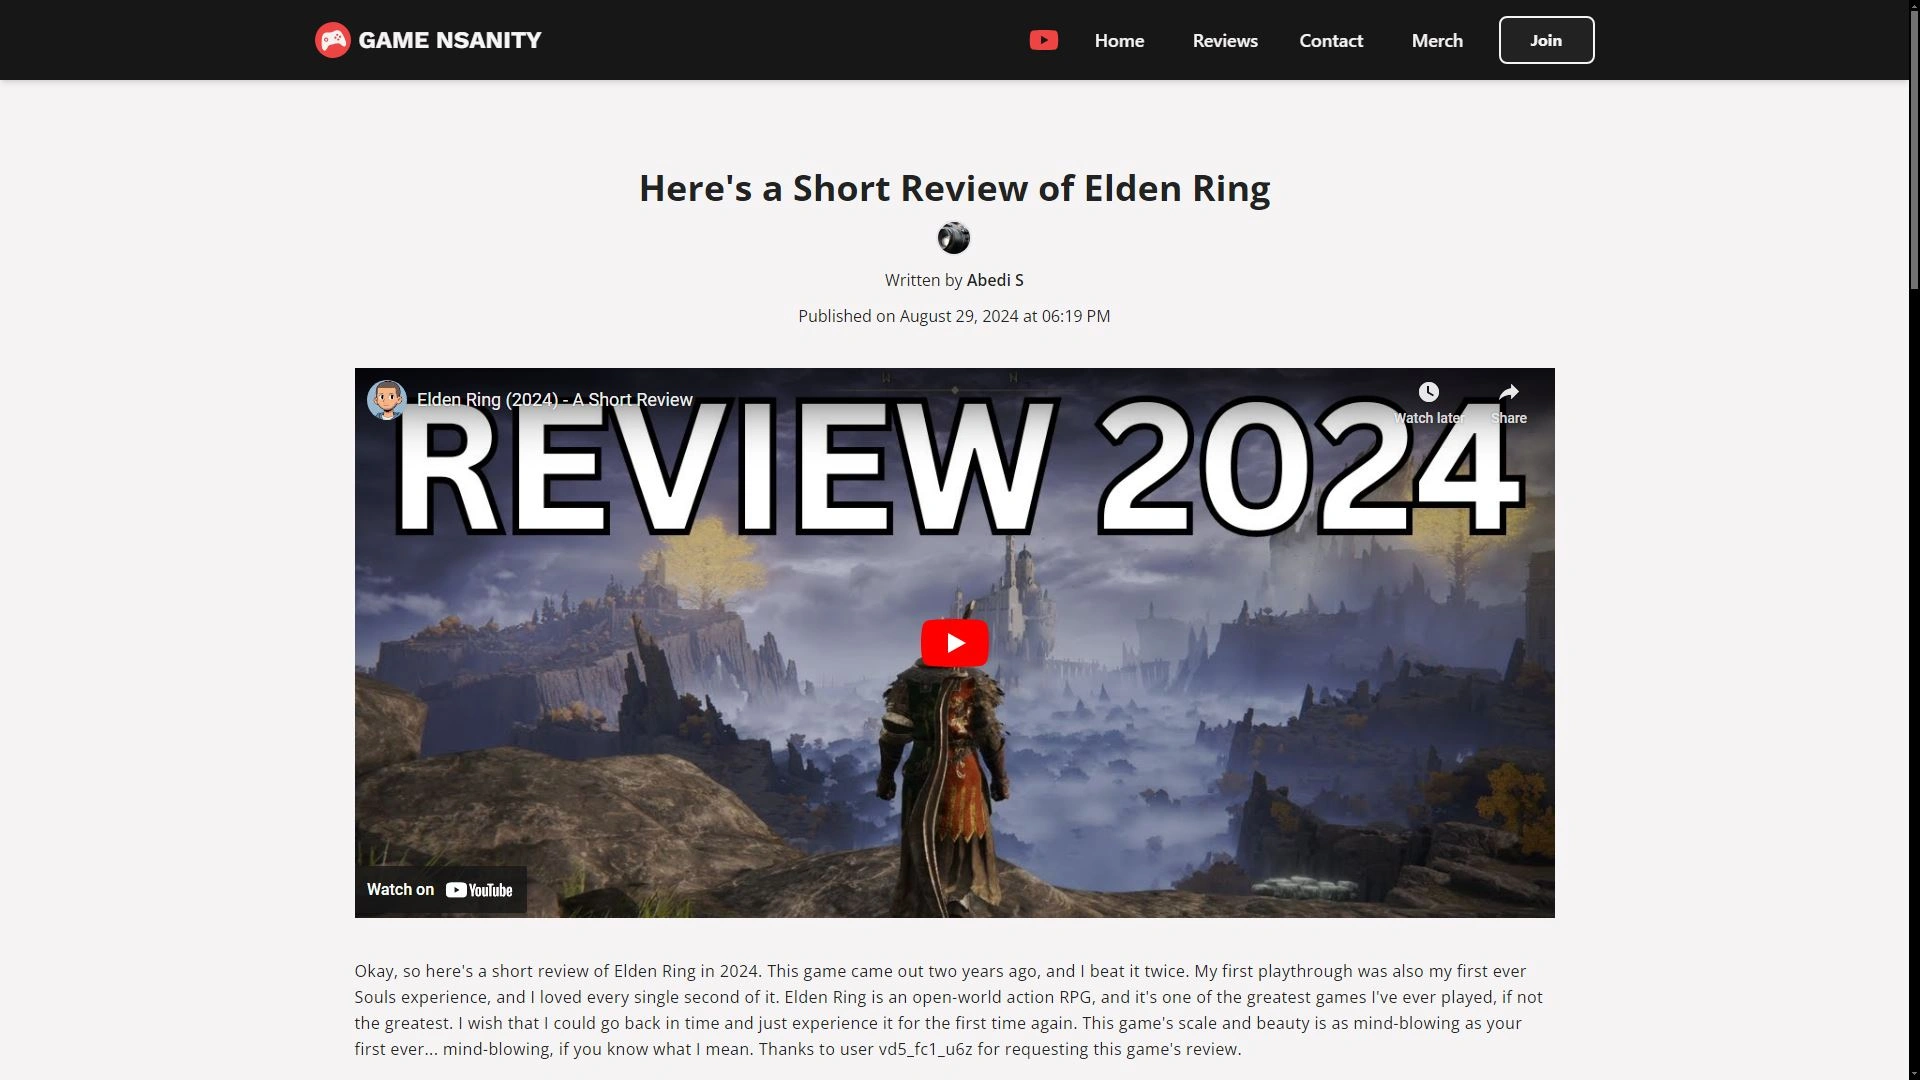 GAME NSANITY
Home
Reviews
Contact
Merch
Join
Here's a Short Review of Elden Ring
Written by Abedi S
Published on August 29, 2024 at 06:19 PM
W
N
Elden Ring (2024) - A Short Review
Watch later
Share
REVIEW 2024
Watch on YouTube
Okay, so here's a short review of Elden Ring in 2024. This game came out two years ago, and I beat it twice. My first playthrough was also my first ever
Souls experience, and I loved every single second of it. Elden Ring is an open-world action RPG, and it's one of the greatest games I've ever played, if not
the greatest. I wish that I could go back in time and just experience it for the first time again. This game's scale and beauty is as mind-blowing as your
first ever... mind-blowing, if you know what I mean. Thanks to user vd5_fc1_u6z for requesting this game's review.